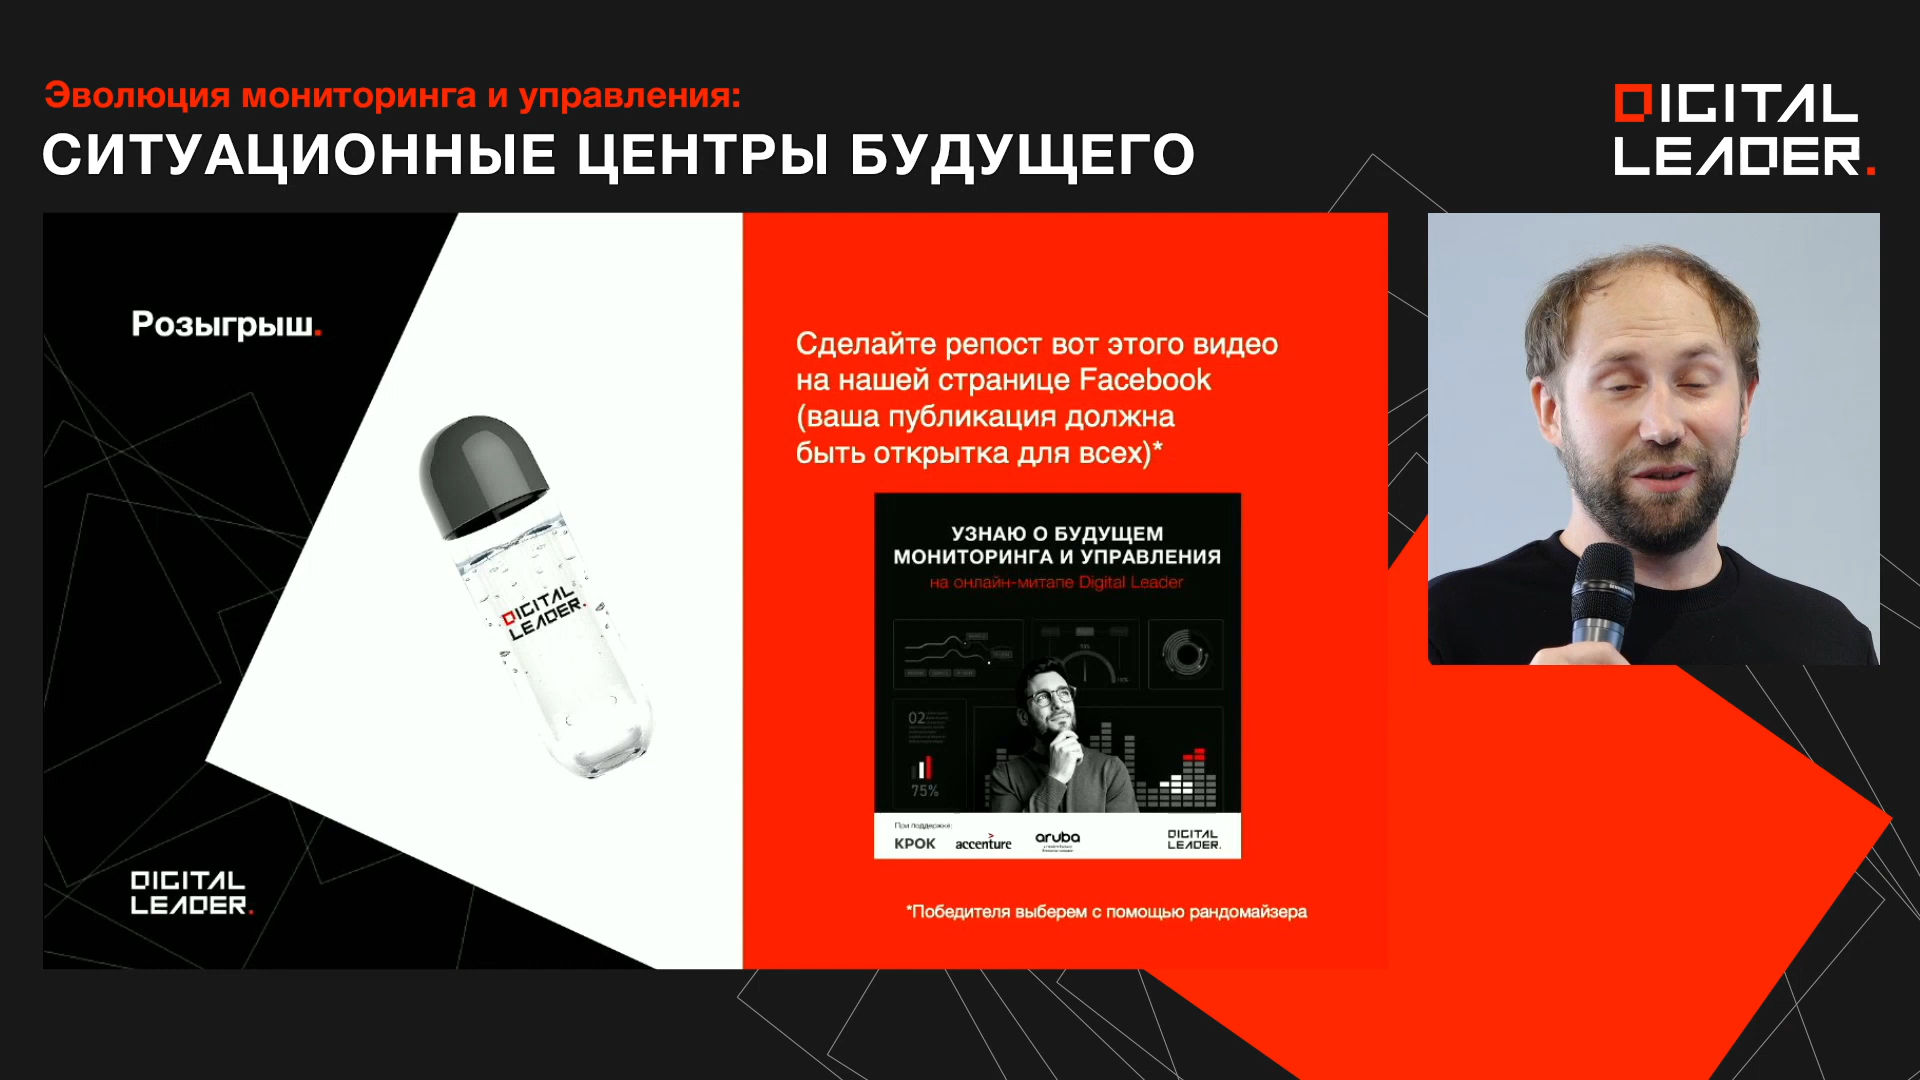 Эволюция мониторинга и управления:
СИТУАЦИОННЫЕ ЦЕНТРЫ БУДУЩЕГО
DIGITAL
LEADER.
Розыгрыш.
DIGITAL
LEADER.
DIGITAL
LEADER.
Сделайте репост вот этого видео
на нашей странице Facebook
(ваша публикация должна
быть открытка для всех)*
УЗНАЮ О БУДУЩЕМ
МОНИТОРИНГА И УПРАВЛЕНИЯ
на онлайн-митапе Digital Leader
02
75%
При поддержке:
КРОК
accenture
aruba
DIGITAL
LEADER.
*Победителя выберем с помощью рандомайзера